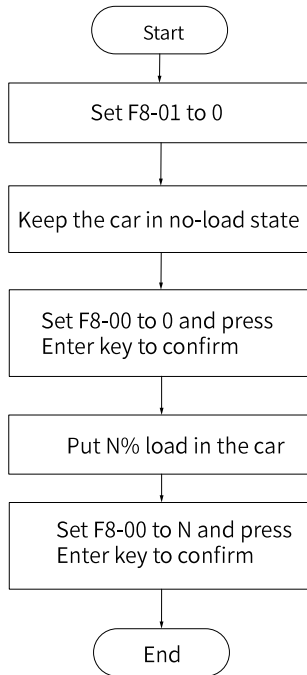 Start
Set F8-01 to 0
Keep the car in no-load state
Set F8-00 to 0 and press
Enter key to confirm
Put N% load in the car
Set F8-00 to N and press
Enter key to confirm
End